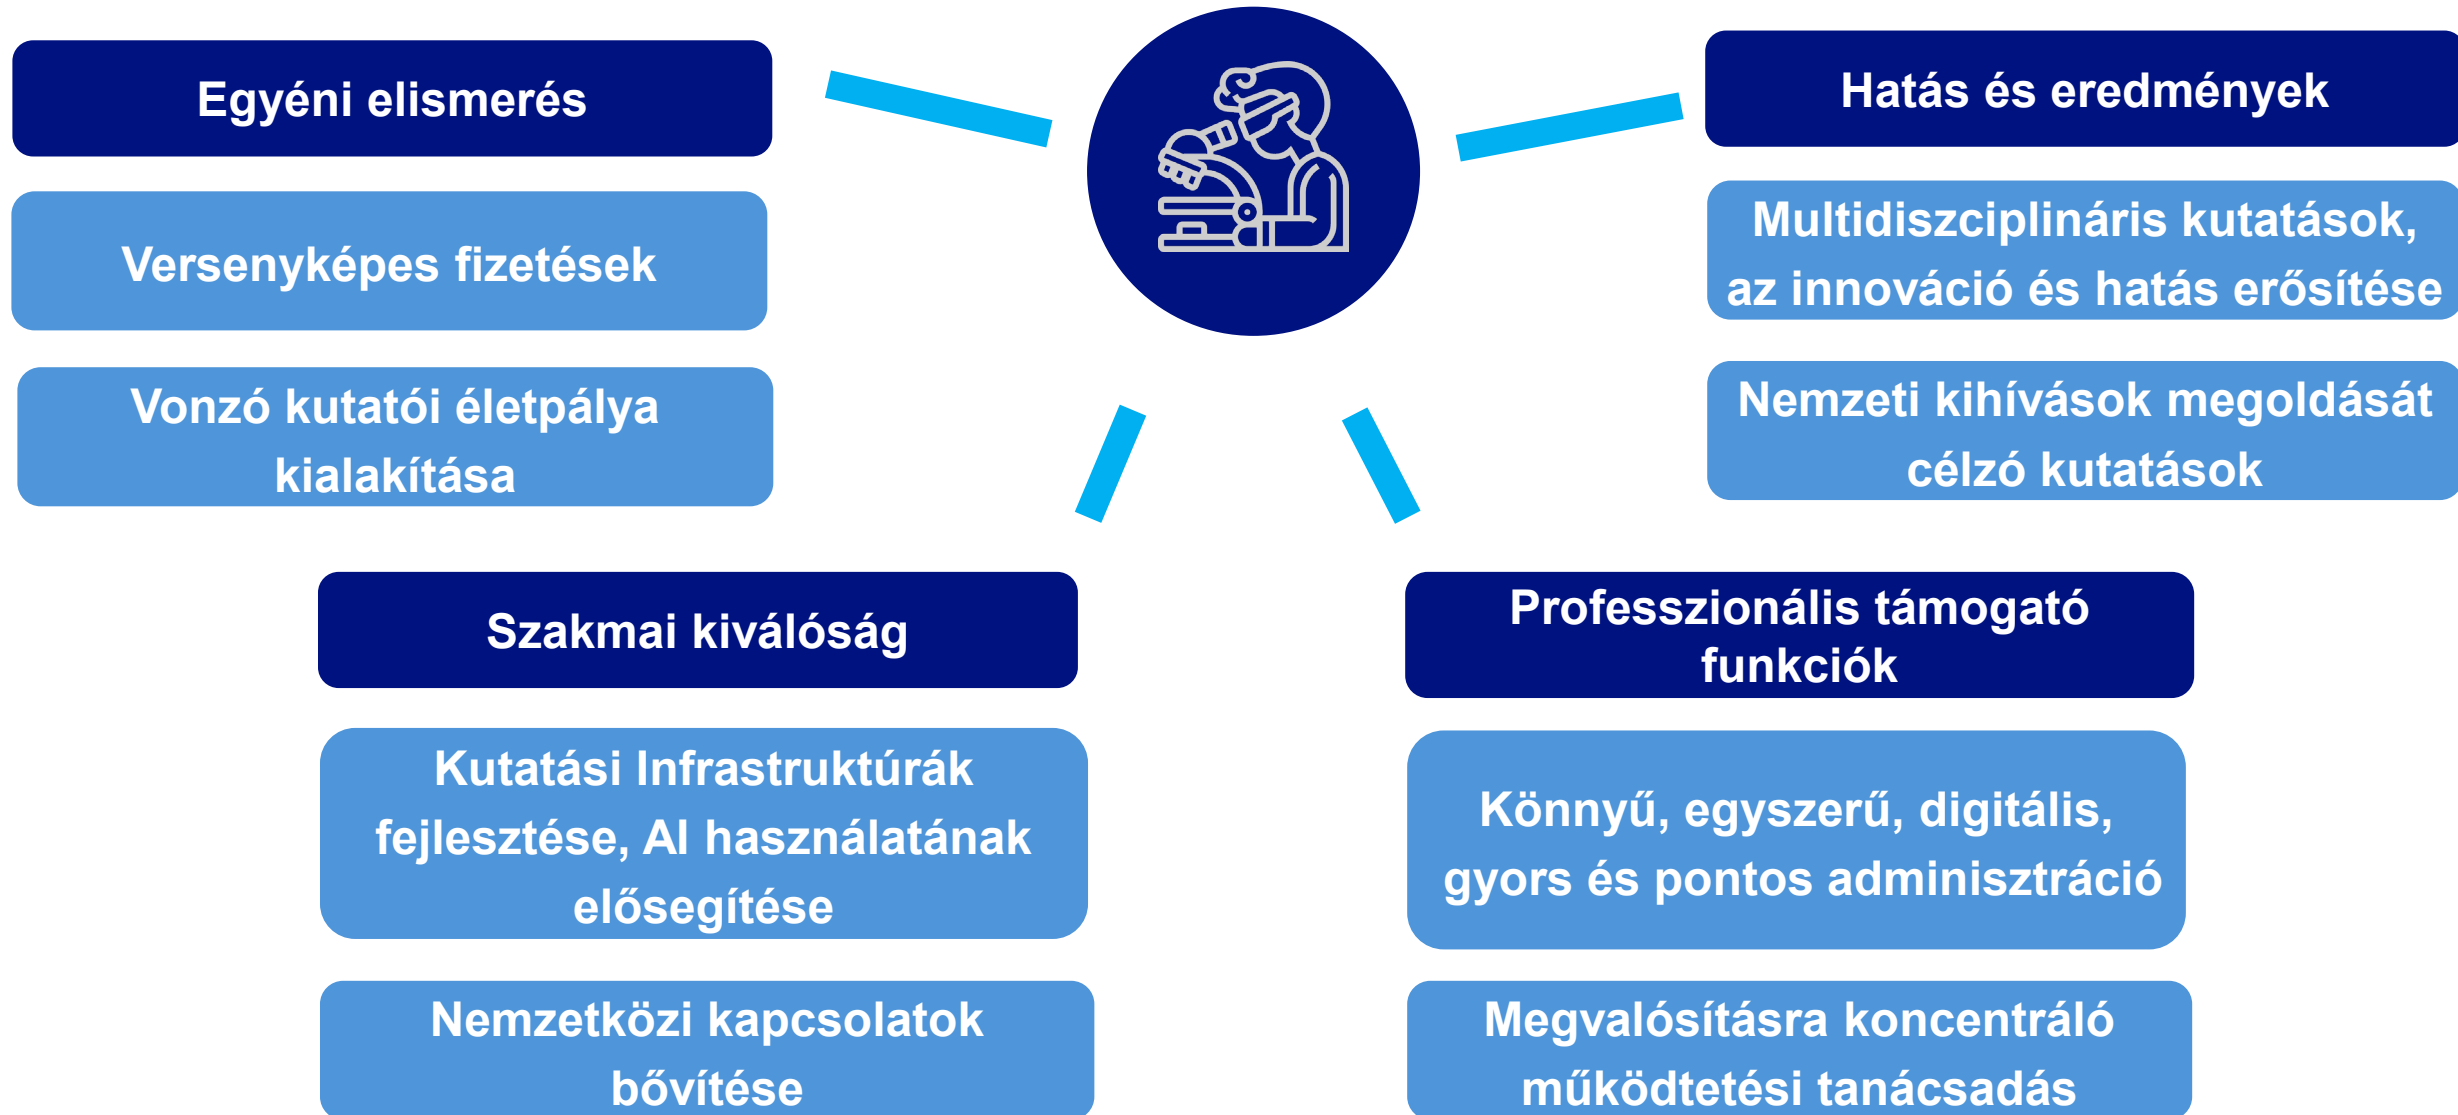 Egyéni elismerés
Versenyképes fizetések
Vonzó kutatói életpálya
kialakítása
Hatás és eredmények
Multidiszciplináris kutatások,
az innováció és hatás erősítése
Nemzeti kihívások megoldását
célzó kutatások
Szakmai kiválóság
Kutatási Infrastruktúrák
fejlesztése, AI használatának
elősegítése
Nemzetközi kapcsolatok
bővítése
Professzionális támogató
funkciók
Könnyű, egyszerű, digitális,
gyors és pontos adminisztráció
Megvalósításra koncentráló
működtetési tanácsadás